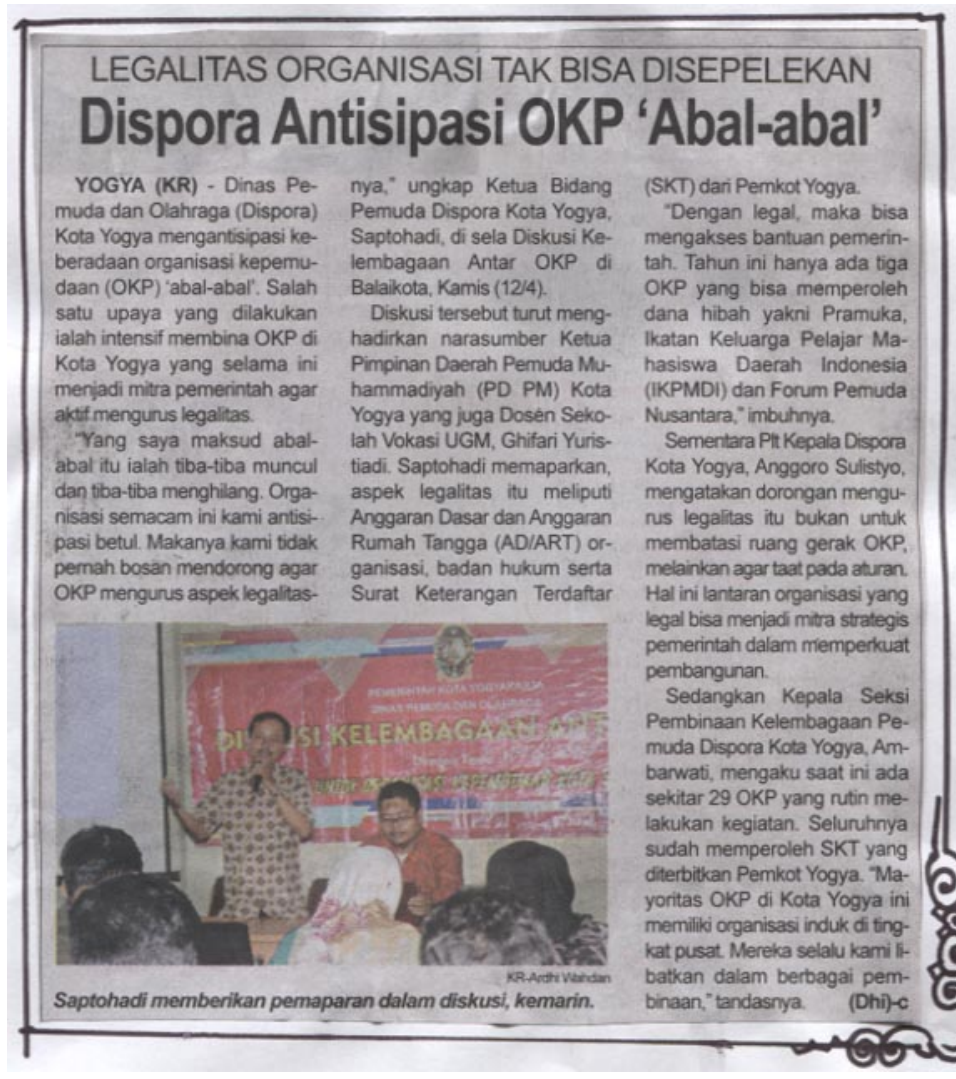 LEGALITAS ORGANISASI TAK BISA DISEPELEKAN
Dispora Antisipasi OKP ‘Abal-abal’
YOGYA (KR) - Dinas Pe-
muda dan Olahraga (Dispora)
Kota Yogya mengantisipasi ke-
beradaan organisasi kepemu-
daan (OKP) ‘abal-abal’. Salah
satu upaya yang dilakukan
ialah intensif membina OKP di
Kota Yogya yang selama ini
menjadi mitra pemerintah agar
aktif mengurus legalitas.
“Yang saya maksud abal-
abal itu ialah tiba-tiba muncul
dan tiba-tiba menghilang. Orga-
nisasi semacam ini kami antisi-
pasi betul. Makanya kami tidak
pernah bosan mendorong agar
OKP mengurus aspek legalitas-
nya,” ungkap Ketua Bidang
Pemuda Dispora Kota Yogya,
Saptohadi, di sela Diskusi Ke-
lembagaan Antar OKP di
Balaikota, Kamis (12/4).
Diskusi tersebut turut meng-
hadirkan narasumber Ketua
Pimpinan Daerah Pemuda Mu-
hammadiyah (PD PM) Kota
Yogya yang juga Dosen Seko-
lah Vokasi UGM, Ghifari Yuris-
tiadi. Saptohadi memaparkan,
aspek legalitas itu meliputi
Anggaran Dasar dan Anggaran
Rumah Tangga (AD/ART) or-
ganisasi, badan hukum serta
Surat Keterangan Terdaftar
(SKT) dari Pemkot Yogya.
“Dengan legal, maka bisa
mengakses bantuan pemerin-
tah. Tahun ini hanya ada tiga
OKP yang bisa memperoleh
dana hibah yakni Pramuka,
Ikatan Keluarga Pelajar Ma-
hasiswa Daerah Indonesia
(IKPMDI) dan Forum Pemuda
Nusantara,” imbuhnya.
Sementara Plt Kepala Dispora
Kota Yogya, Anggoro Sulistyo,
mengatakan dorongan mengu-
rus legalitas itu bukan untuk
membatasi ruang gerak OKP,
melainkan agar taat pada aturan.
Hal ini lantaran organisasi yang
legal bisa menjadi mitra strategis
pemerintah dalam memperkuat
pembangunan.
Sedangkan Kepala Seksi
Pembinaan Kelembagaan Pe-
muda Dispora Kota Yogya, Am-
barwati, mengaku saat ini ada
sekitar 29 OKP yang rutin me-
lakukan kegiatan. Seluruhnya
sudah memperoleh SKT yang
diterbitkan Pemkot Yogya. “Ma-
yoritas OKP di Kota Yogya ini
memiliki organisasi induk di ting-
kat pusat. Mereka selalu kami li-
batkan dalam berbagai pem-
binaan,” tandasnya. (Dhi)-c
PEMERINTAH KOTA YOGYAKARTA
DINAS PEMUDA DAN OLAHRAGA
KELEMBAGAAN
KR-Ardhi Wahdan
Saptohadi memberikan pemaparan dalam diskusi, kemarin.